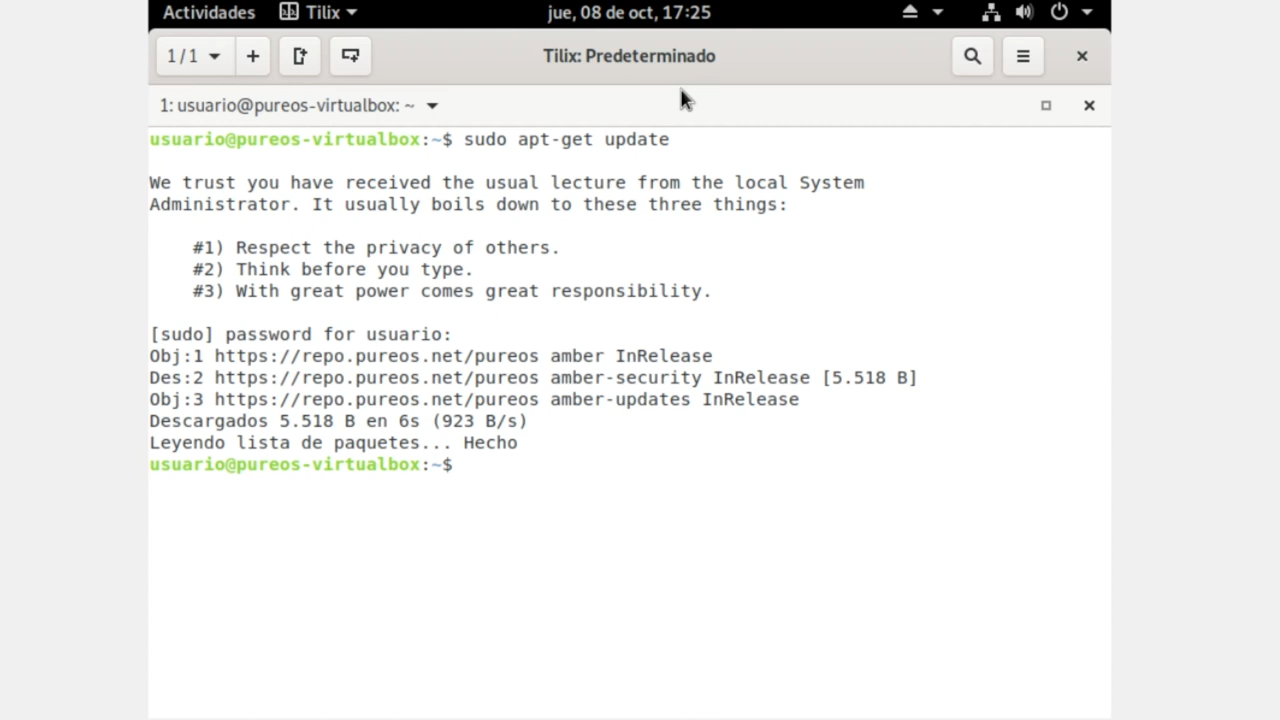 Actividades Tilix jue, 08 de oct, 17:25
1 / 1 Tilix: Predeterminado
1: usuario@pureos-virtualbox: ~
usuario@pureos-virtualbox:~$ sudo apt-get update
We trust you have received the usual lecture from the local System
Administrator. It usually boils down to these three things:
#1) Respect the privacy of others.
#2) Think before you type.
#3) With great power comes great responsibility.
[sudo] password for usuario:
Obj:1 https://repo.pureos.net/pureos amber InRelease
Des:2 https://repo.pureos.net/pureos amber-security InRelease [5.518 B]
Obj:3 https://repo.pureos.net/pureos amber-updates InRelease
Descargados 5.518 B en 6s (923 B/s)
Leyendo lista de paquetes... Hecho
usuario@pureos-virtualbox:~$